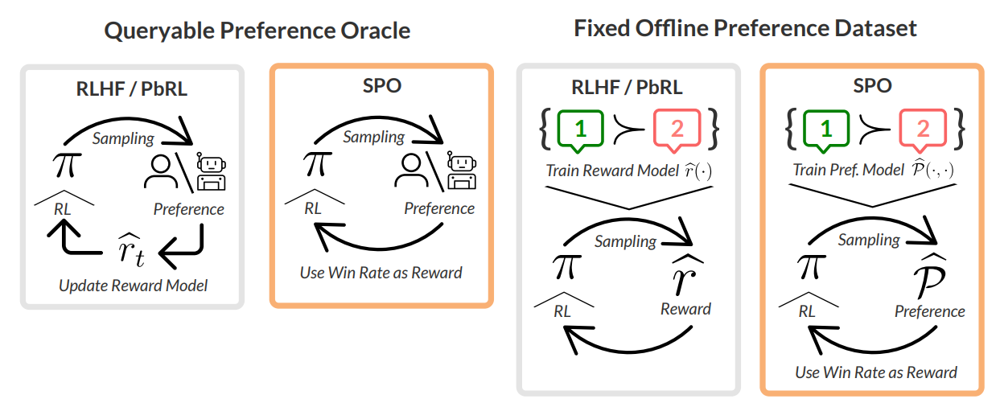 Queryable Preference Oracle
RLHF / PbRL
Sampling
π
RL
Preference
r̂ₜ
Update Reward Model
SPO
Sampling
π
RL
Preference
Use Win Rate as Reward
Fixed Offline Preference Dataset
RLHF / PbRL
{ 1 ≻ 2 }
Train Reward Model r̂(·)
Sampling
π
r̂
RL
Reward
SPO
{ 1 ≻ 2 }
Train Pref. Model 𝒫̂(·,·)
Sampling
π
𝒫̂
RL
Preference
Use Win Rate as Reward